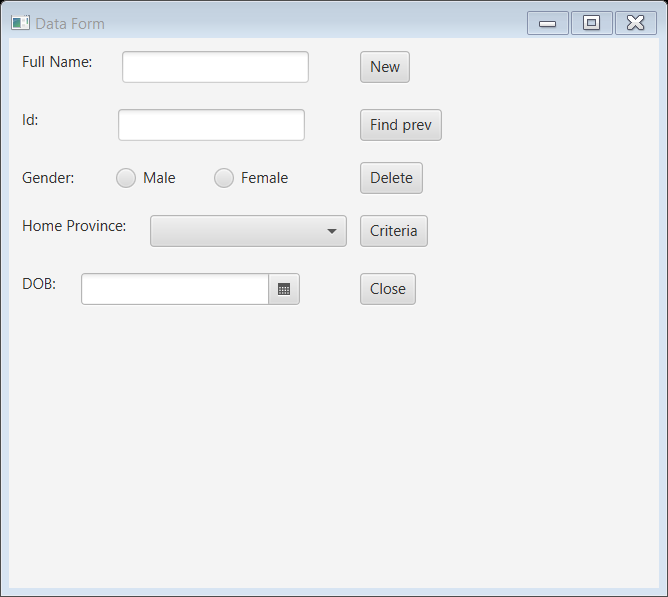 Data Form
Full Name: New
Id: Find prev
Gender: Male Female Delete
Home Province: Criteria
DOB: Close